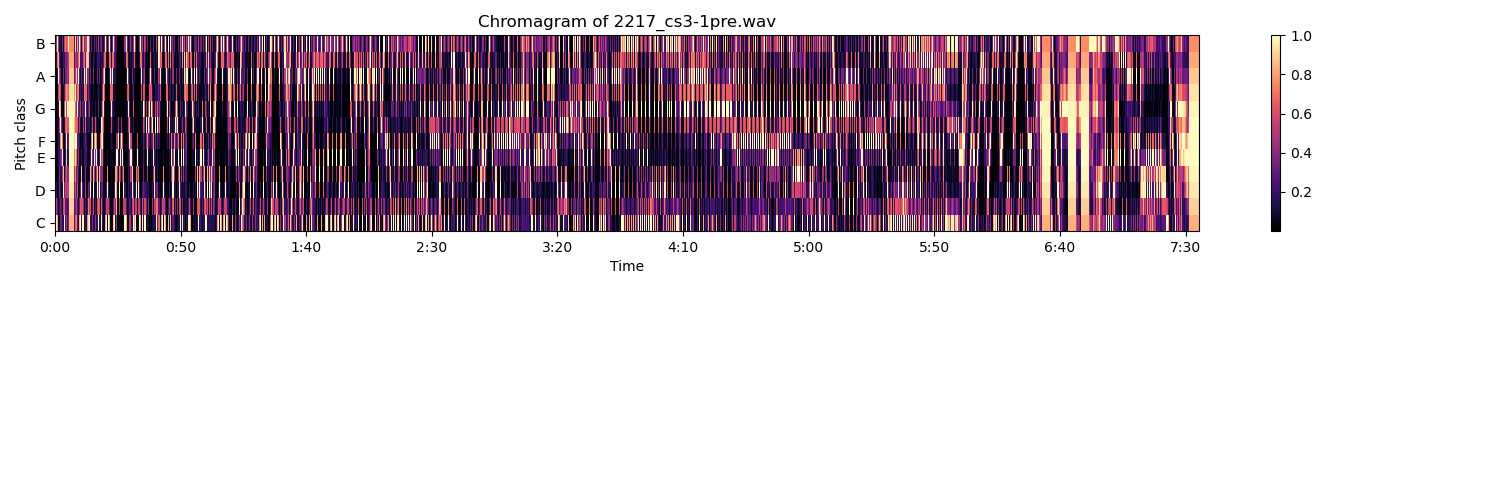 Chromagram of 2217_cs3-1pre.wav
Pitch class
B
A
G
F
E
D
C
0:00 0:50 1:40 2:30 3:20 4:10 5:00 5:50 6:40 7:30
Time
1.0
0.8
0.6
0.4
0.2